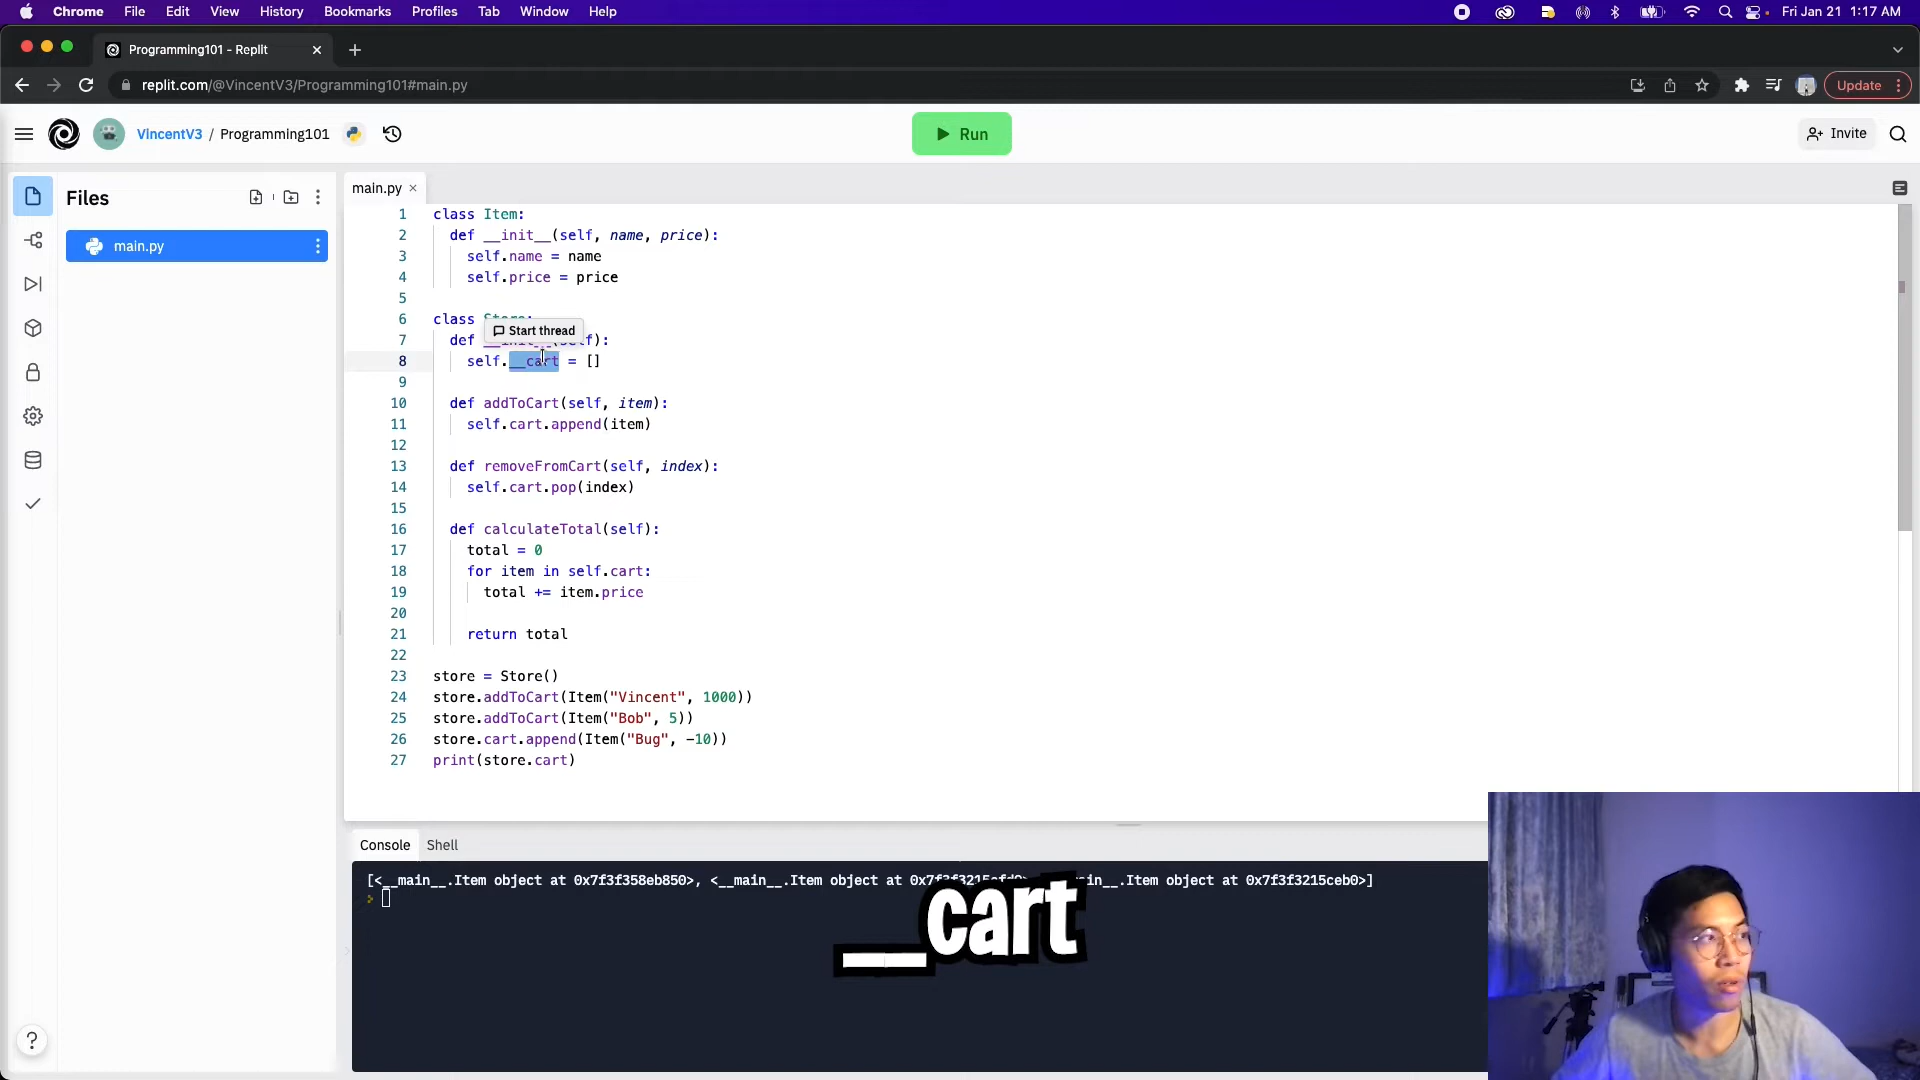 Chrome File Edit View History Bookmarks Profiles Tab Window Help Fri Jan 21 1:17 AM
Programming101 - Replit
replit.com/@VincentV3/Programming101#main.py Update
VincentV3 / Programming101 Run Invite
Files main.py
main.py
1 class Item:
2 def __init__(self, name, price):
3 self.name = name
4 self.price = price
5
6 class Store:
Start thread
7 def __init__(self):
8 self.__cart = []
9
10 def addToCart(self, item):
11 self.cart.append(item)
12
13 def removeFromCart(self, index):
14 self.cart.pop(index)
15
16 def calculateTotal(self):
17 total = 0
18 for item in self.cart:
19 total += item.price
20
21 return total
22
23 store = Store()
24 store.addToCart(Item("Vincent", 1000))
25 store.addToCart(Item("Bob", 5))
26 store.cart.append(Item("Bug", -10))
27 print(store.cart)
Console Shell
[<__main__.Item object at 0x7f3f358eb850>, <__main__.Item object at .Item object at 0x7f3f3215ceb0>]
__cart